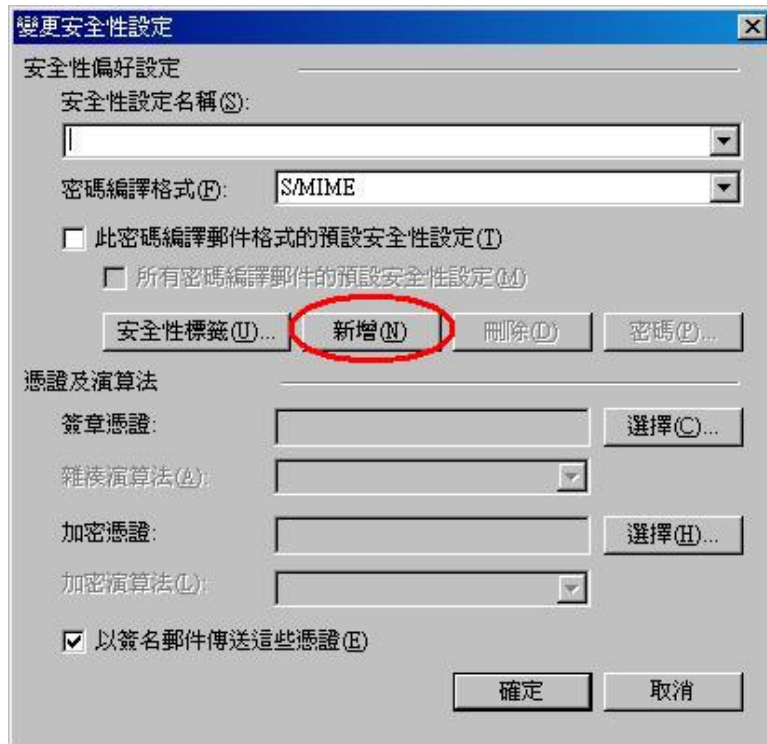 變更安全性設定
安全性偏好設定
安全性設定名稱(S):
密碼編譯格式(F): S/MIME
此密碼編譯郵件格式的預設安全性設定(T)
所有密碼編譯郵件的預設安全性設定(M)
安全性標籤(U)... 新增(N) 刪除(D) 密碼(P)...
憑證及演算法
簽章憑證: 選擇(C)...
雜湊演算法(A):
加密憑證: 選擇(H)...
加密演算法(L):
以簽名郵件傳送這些憑證(E)
確定 取消